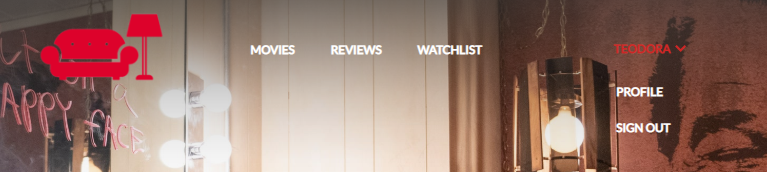 MOVIES
REVIEWS
WATCHLIST
TEODORA
PROFILE
SIGN OUT
APPY
FACE